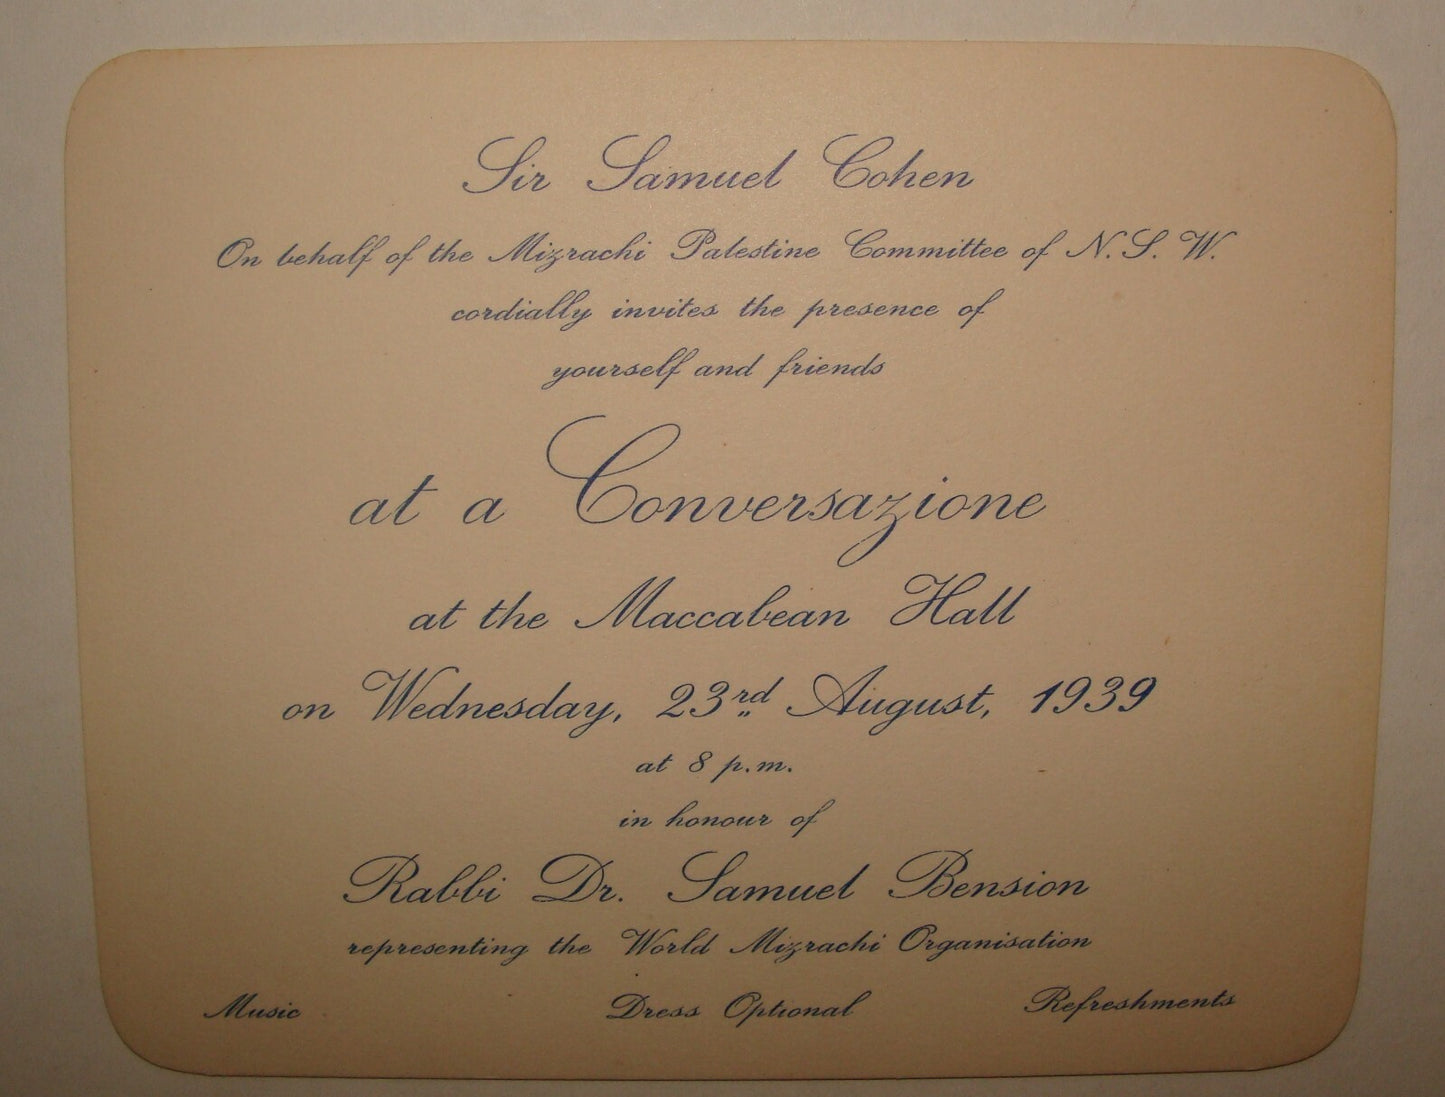 Sir Samuel Cohen
On behalf of the Mizrachi Palestine Committee of N.S.W.
cordially invites the presence of
yourself and friends
at a Conversazione
at the Maccabean Hall
on Wednesday, 23rd August, 1939
at 8 p.m.
in honour of
Rabbi Dr. Samuel Bension
representing the World Mizrachi Organisation
Music Dress Optional Refreshments